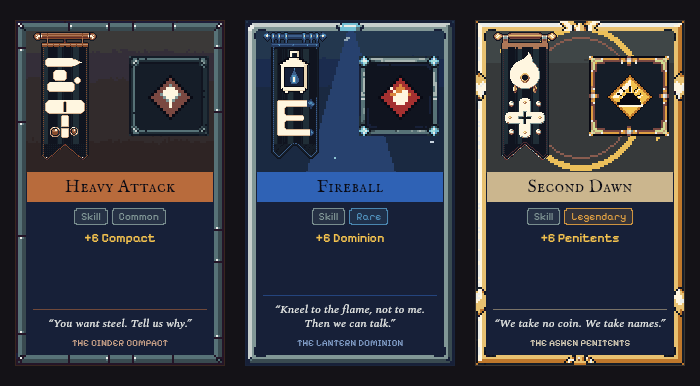 Heavy Attack
Skill Common
+6 Compact
“You want steel. Tell us why.”
THE CINDER COMPACT
E
Fireball
Skill Rare
+6 Dominion
“Kneel to the flame, not to me.
Then we can talk.”
THE LANTERN DOMINION
Second Dawn
Skill Legendary
+6 Penitents
“We take no coin. We take names.”
THE ASHEN PENITENTS